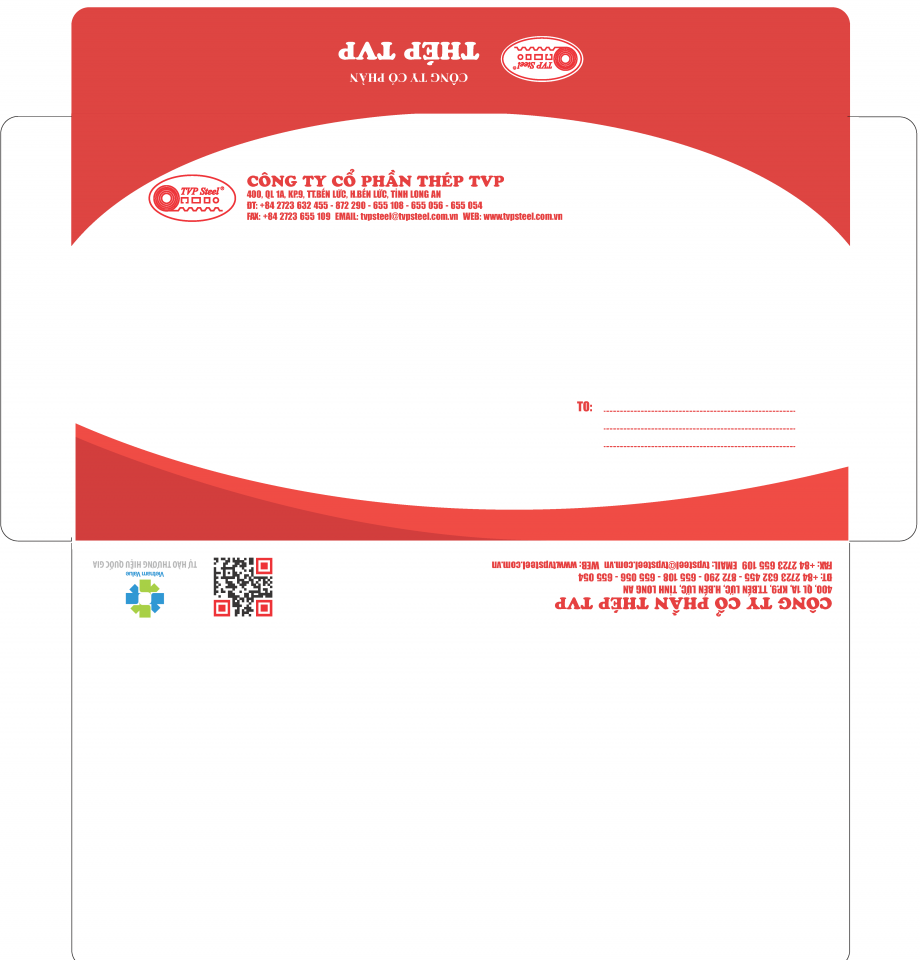 CÔNG TY CỔ PHẦN
THÉP TVP
TVP Steel®
TVP Steel®
CÔNG TY CỔ PHẦN THÉP TVP
400, QL 1A, KP.9, TT.BẾN LỨC, H.BẾN LỨC, TỈNH LONG AN
ĐT: +84 2723 632 455 - 872 290 - 655 108 - 655 056 - 655 054
FAX: +84 2723 655 109 EMAIL: tvpsteel@tvpsteel.com.vn WEB: www.tvpsteel.com.vn
TO:
CÔNG TY CỔ PHẦN THÉP TVP
400, QL 1A, KP.9, TT.BẾN LỨC, H.BẾN LỨC, TỈNH LONG AN
ĐT: +84 2723 632 455 - 872 290 - 655 108 - 655 056 - 655 054
FAX: +84 2723 655 109 EMAIL: tvpsteel@tvpsteel.com.vn WEB: www.tvpsteel.com.vn
Vietnam Value
TỰ HÀO THƯƠNG HIỆU QUỐC GIA